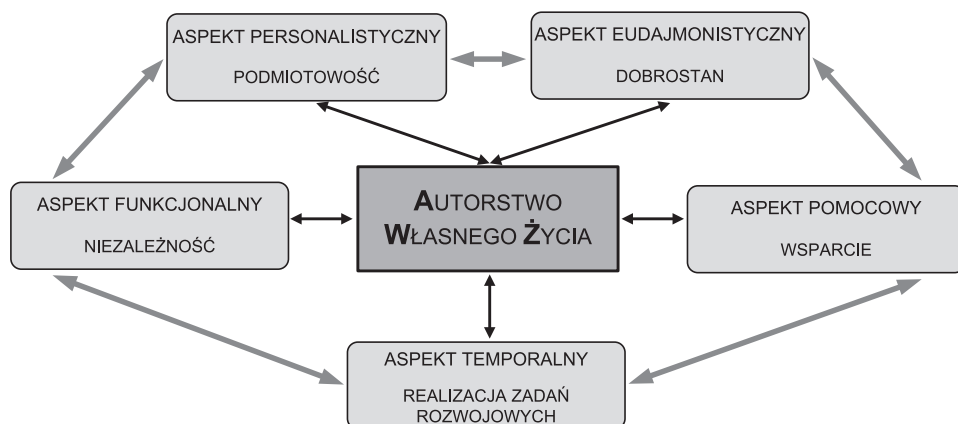 ASPEKT PERSONALISTYCZNY
PODMIOTOWOŚĆ
ASPEKT EUDAJMONISTYCZNY
DOBROSTAN
ASPEKT FUNKCJONALNY
NIEZALEŻNOŚĆ
AUTORSTWO
WŁASNEGO ŻYCIA
ASPEKT POMOCOWY
WSPARCIE
ASPEKT TEMPORALNY
REALIZACJA ZADAŃ
ROZWOJOWYCH